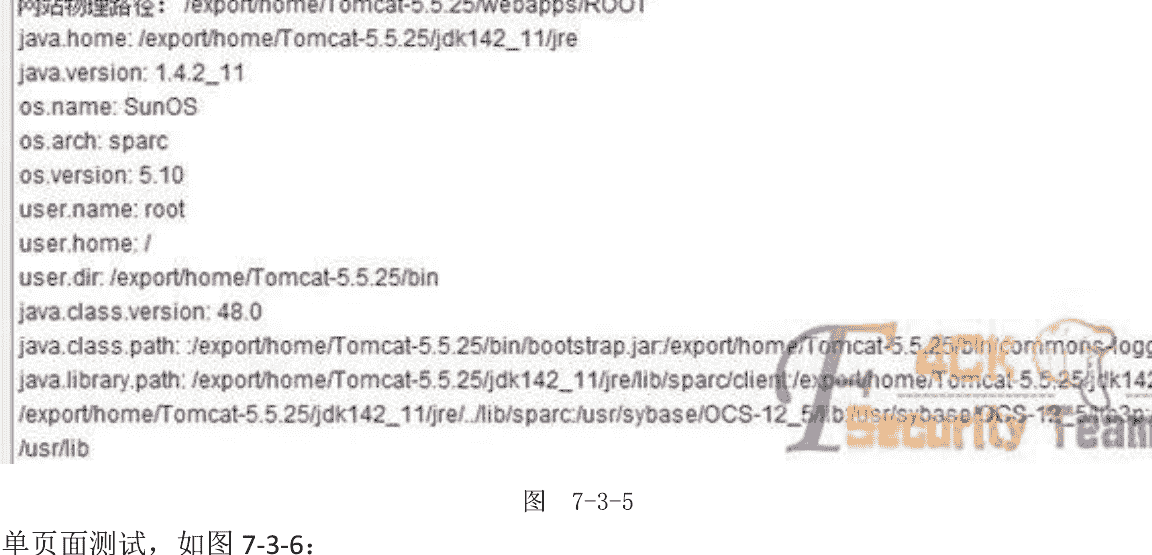 网站物理路径: /export/home/Tomcat-5.5.25/webapps/ROOT
java.home: /export/home/Tomcat-5.5.25/jdk142_11/jre
java.version: 1.4.2_11
os.name: SunOS
os.arch: sparc
os.version: 5.10
user.name: root
user.home: /
user.dir: /export/home/Tomcat-5.5.25/bin
java.class.version: 48.0
java.class.path: :/export/home/Tomcat-5.5.25/bin/bootstrap.jar:/export/home/Tomcat-5.5.25/bin/commons-logg
java.library.path: /export/home/Tomcat-5.5.25/jdk142_11/jre/lib/sparc/client:/export/home/Tomcat-5.5.25/jdk142
/export/home/Tomcat-5.5.25/jdk142_11/jre/../lib/sparc:/usr/sybase/OCS-12_5/lib:/usr/sybase/OCS-12_5/lib3p:
/usr/lib
Security Team
图 7-3-5
单页面测试，如图 7-3-6：